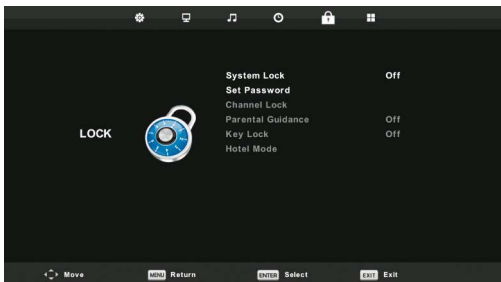 System Lock Off
Set Password
Channel Lock
Parental Guidance Off
Key Lock Off
Hotel Mode
LOCK
Move MENU Return ENTER Select EXIT Exit